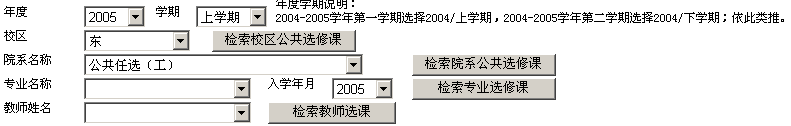 年度学期说明：
年度 2005 学期 上学期 2004-2005学年第一学期选择2004/上学期，2004-2005学年第二学期选择2004/下学期；依此类推。
校区 东 检索校区公共选修课
院系名称 公共任选（工） 检索院系公共选修课
专业名称 入学年月 2005 检索专业选修课
教师姓名 检索教师选课